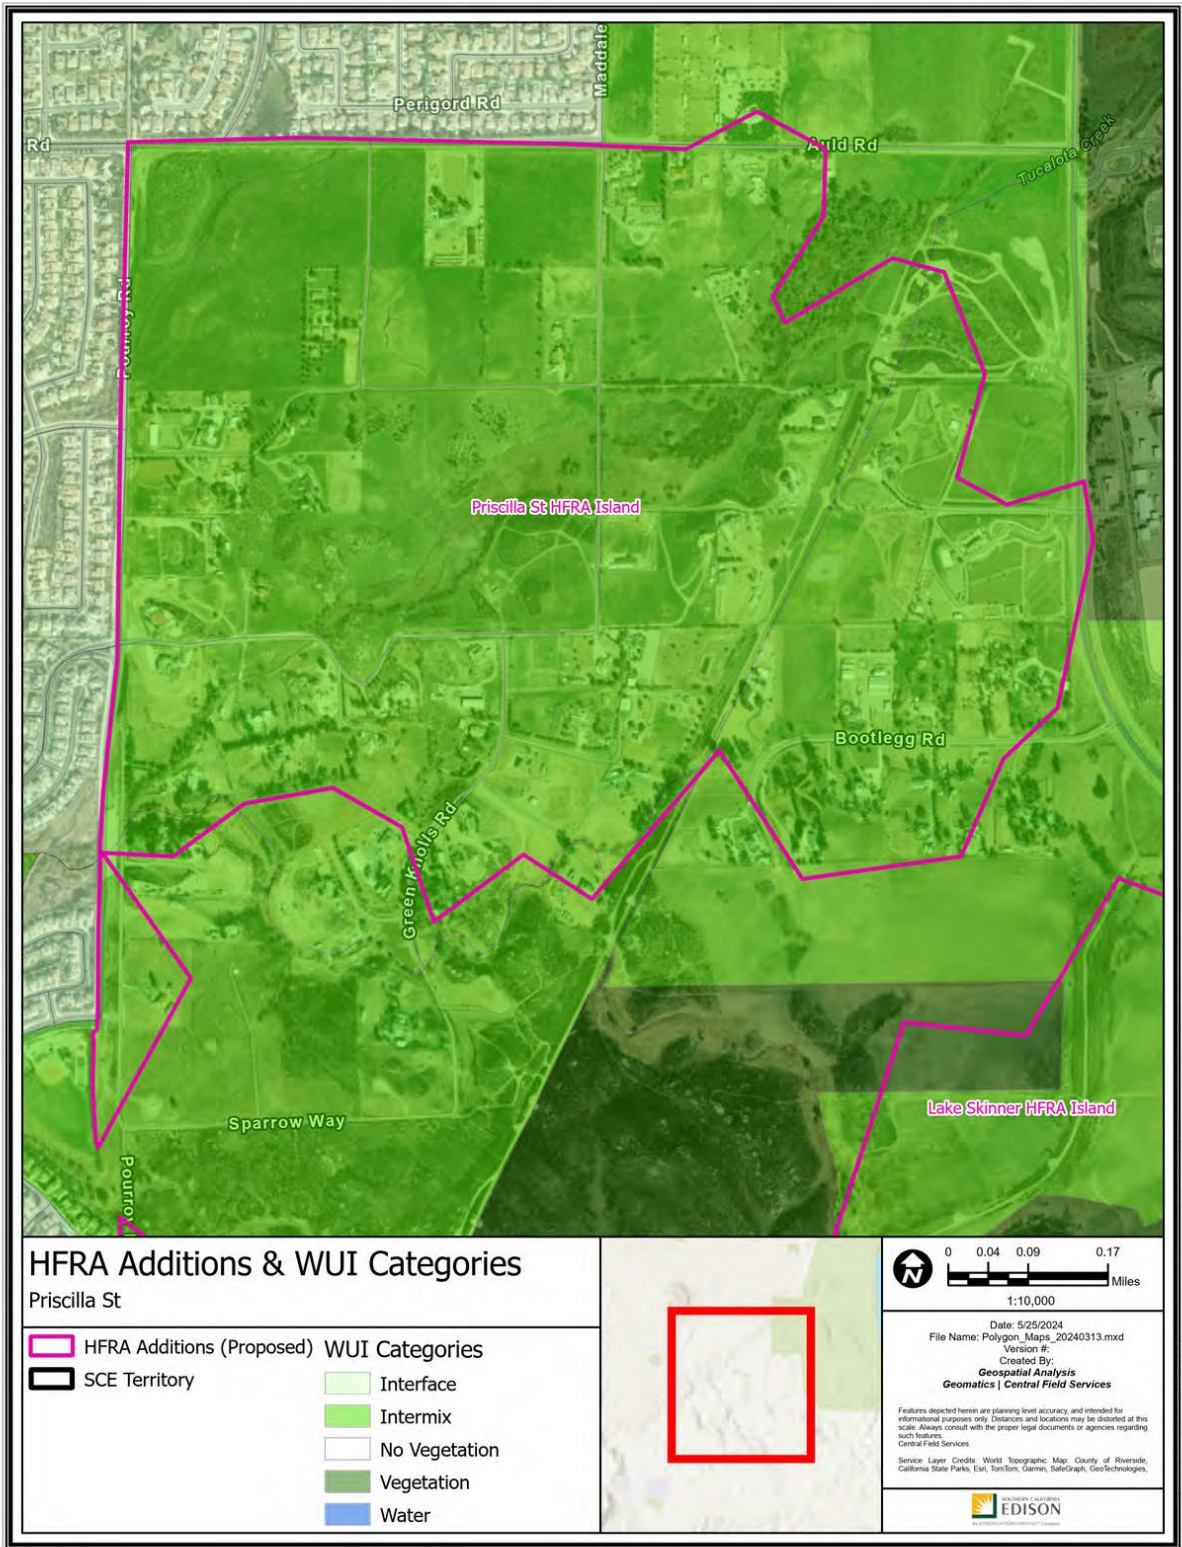 Maddale
Perigord Rd
Rd
Auld Rd
Tucalota Creek
Pourroy Rd
Priscilla St HFRA Island
Bootlegg Rd
Green Knolls Rd
Lake Skinner HFRA Island
Sparrow Way
Pourroy
HFRA Additions & WUI Categories
Priscilla St
HFRA Additions (Proposed)
SCE Territory
WUI Categories
Interface
Intermix
No Vegetation
Vegetation
Water
N
0 0.04 0.09 0.17
Miles
1:10,000
Date: 5/25/2024
File Name: Polygon_Maps_20240313.mxd
Version #:
Created By:
Geospatial Analysis
Geomatics | Central Field Services
Features depicted herein are planning level accuracy, and intended for
informational purposes only. Distances and locations may be distorted at this
scale. Always consult with the proper legal documents or agencies regarding
such features.
Central Field Services
Service Layer Credits: World Topographic Map: County of Riverside,
California State Parks, Esri, TomTom, Garmin, SafeGraph, GeoTechnologies,
SOUTHERN CALIFORNIA
EDISON
An EDISON INTERNATIONAL® Company